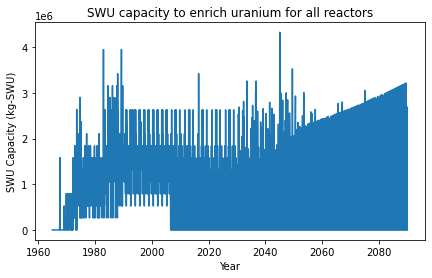 SWU capacity to enrich uranium for all reactors
1e6
SWU Capacity (kg-SWU)
4
3
2
1
0
1960 1980 2000 2020 2040 2060 2080
Year